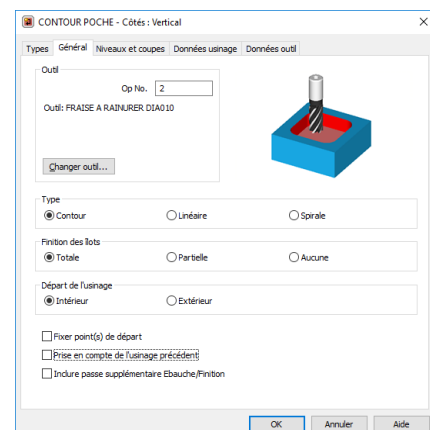 CONTOUR POCHE - Côtés : Vertical
Types Général Niveaux et coupes Données usinage Données outil
Outil
Op No. 2
Outil: FRAISE A RAINURER DIA010
Changer outil...
Type
Contour Linéaire Spirale
Finition des îlots
Totale Partielle Aucune
Départ de l'usinage
Intérieur Extérieur
Fixer point(s) de départ
Prise en compte de l'usinage précédent
Inclure passe supplémentaire Ebauche/Finition
OK Annuler Aide